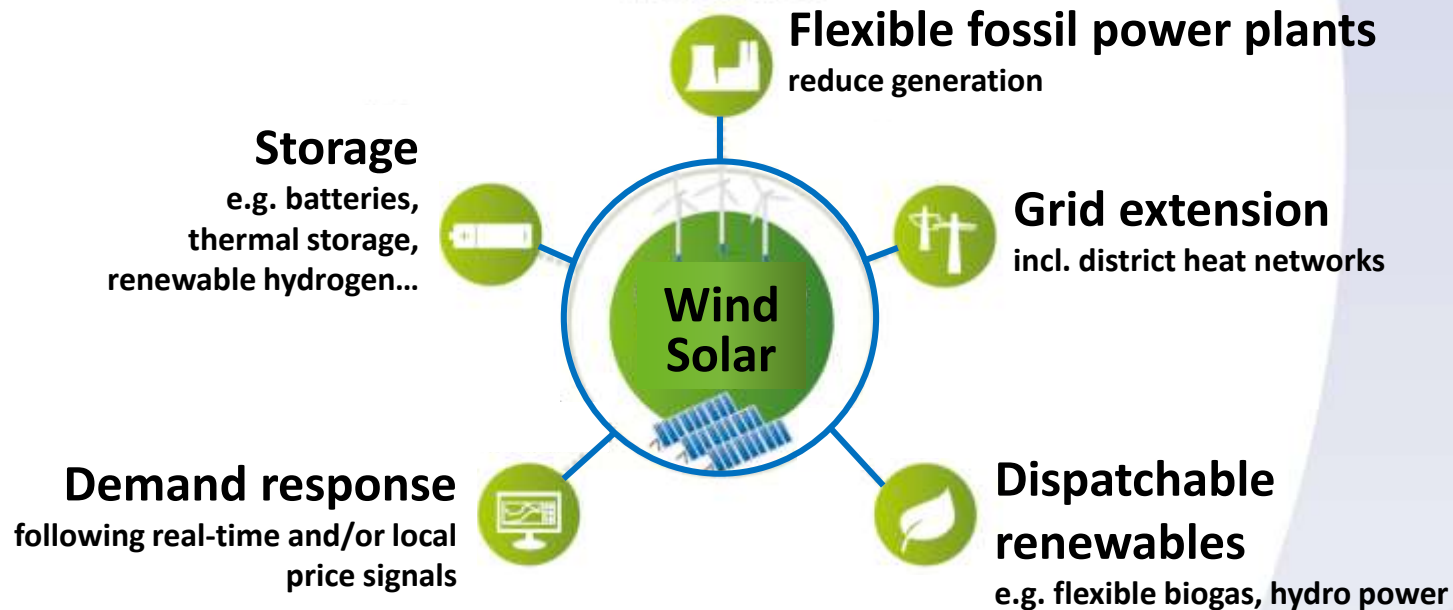 Flexible fossil power plants
reduce generation
Storage
e.g. batteries,
thermal storage,
renewable hydrogen…
Grid extension
incl. district heat networks
Wind
Solar
Demand response
following real-time and/or local
price signals
Dispatchable
renewables
e.g. flexible biogas, hydro power